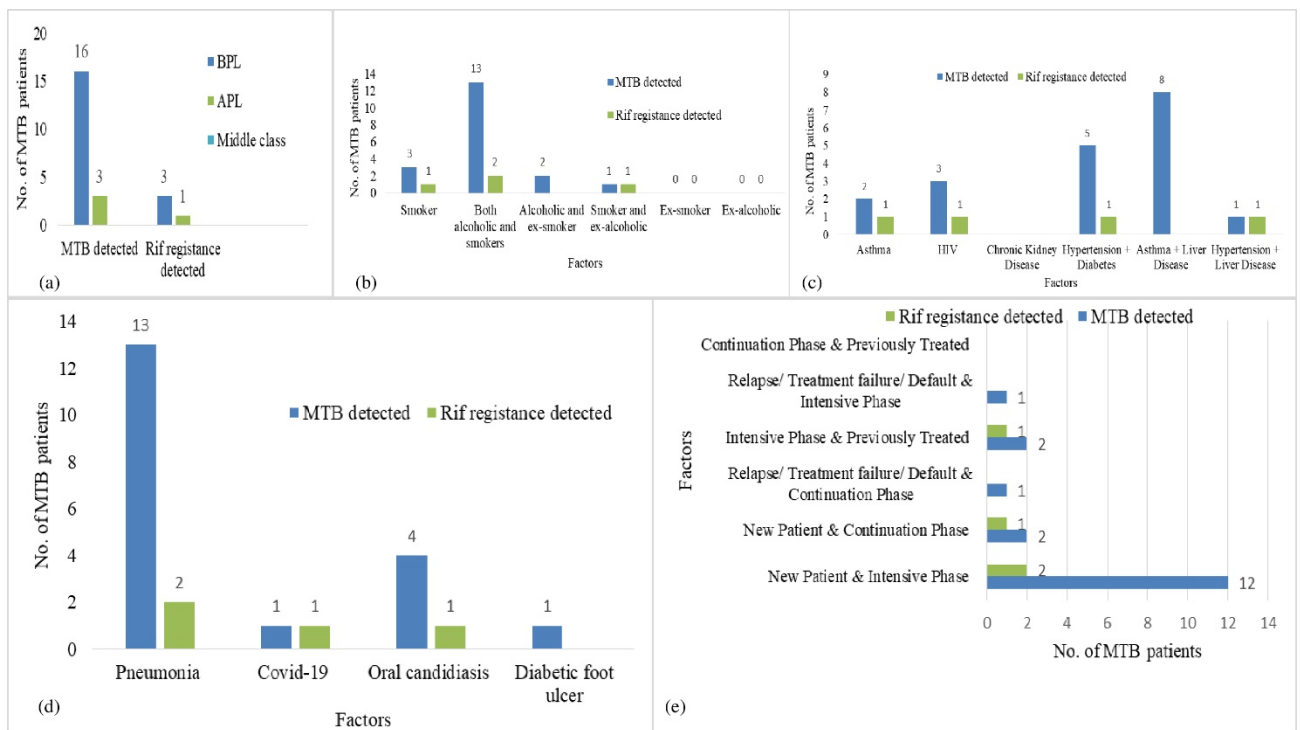 No. of MTB patients
20
15
10
5
0
16
3
3
1
BPL
APL
Middle class
MTB detected
Rif registance
detected
(a)
No. of MTB patients
14
12
10
8
6
4
2
0
MTB detected
Rif registance detected
3
1
13
2
2
1
1
0
0
0
0
Smoker
Both
alcoholic and
smokers
Alcoholic and
ex-smoker
Smoker and
ex-alcoholic
Ex-smoker
Ex-alcoholic
Factors
(b)
No. of MTB patients
9
8
7
6
5
4
3
2
1
0
MTB detected
Rif registance detected
2
1
3
1
5
1
8
1
1
Asthma
HIV
Chronic Kidney
Disease
Hypertension +
Diabetes
Asthma + Liver
Disease
Hypertension +
Liver Disease
Factors
(c)
No. of MTB patients
14
12
10
8
6
4
2
0
MTB detected
Rif registance detected
13
2
1
1
4
1
1
Pneumonia
Covid-19
Oral candidiasis
Diabetic foot
ulcer
Factors
(d)
Rif registance detected
MTB detected
Factors
Continuation Phase & Previously Treated
Relapse/ Treatment failure/ Default &
Intensive Phase
1
Intensive Phase & Previously Treated
1
2
Relapse/ Treatment failure/ Default &
Continuation Phase
1
New Patient & Continuation Phase
1
2
New Patient & Intensive Phase
2
12
0 2 4 6 8 10 12 14
No. of MTB patients
(e)